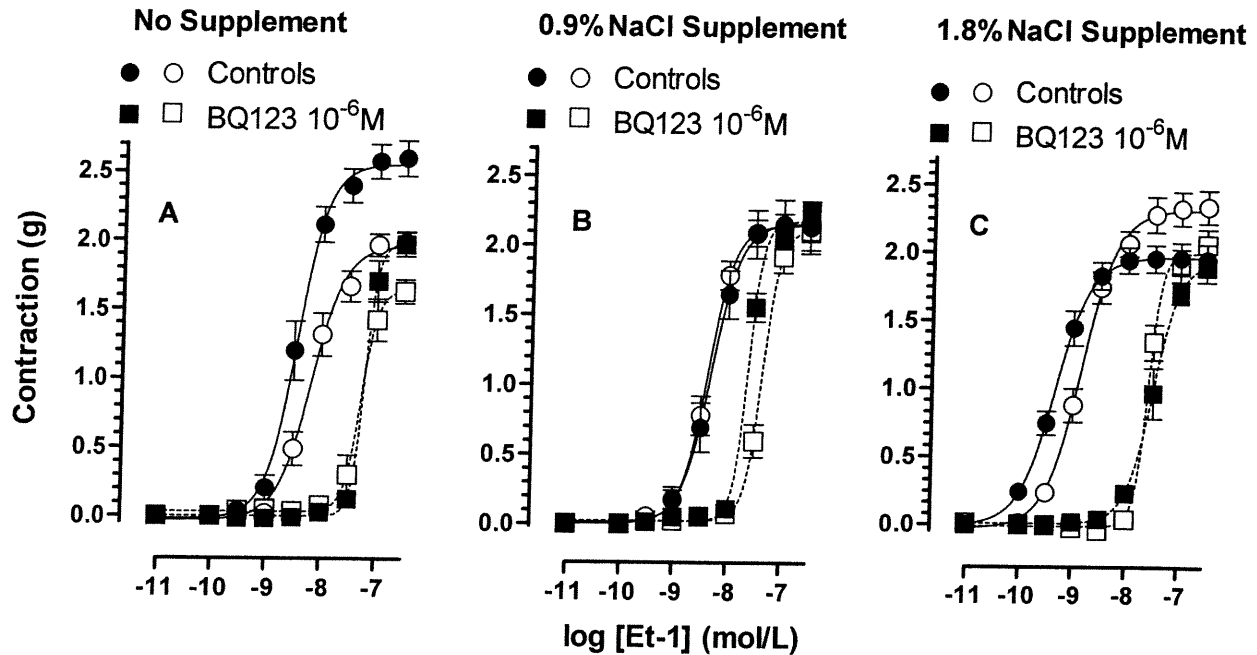 No Supplement
Controls
BQ123 10⁻⁶M
0.9% NaCl Supplement
Controls
BQ123 10⁻⁶M
1.8% NaCl Supplement
Controls
BQ123 10⁻⁶M
Contraction (g)
A
2.5
2.0
1.5
1.0
0.5
0.0
-11 -10 -9 -8 -7
B
2.5
2.0
1.5
1.0
0.5
0.0
-11 -10 -9 -8 -7
C
2.5
2.0
1.5
1.0
0.5
0.0
-11 -10 -9 -8 -7
log [Et-1] (mol/L)